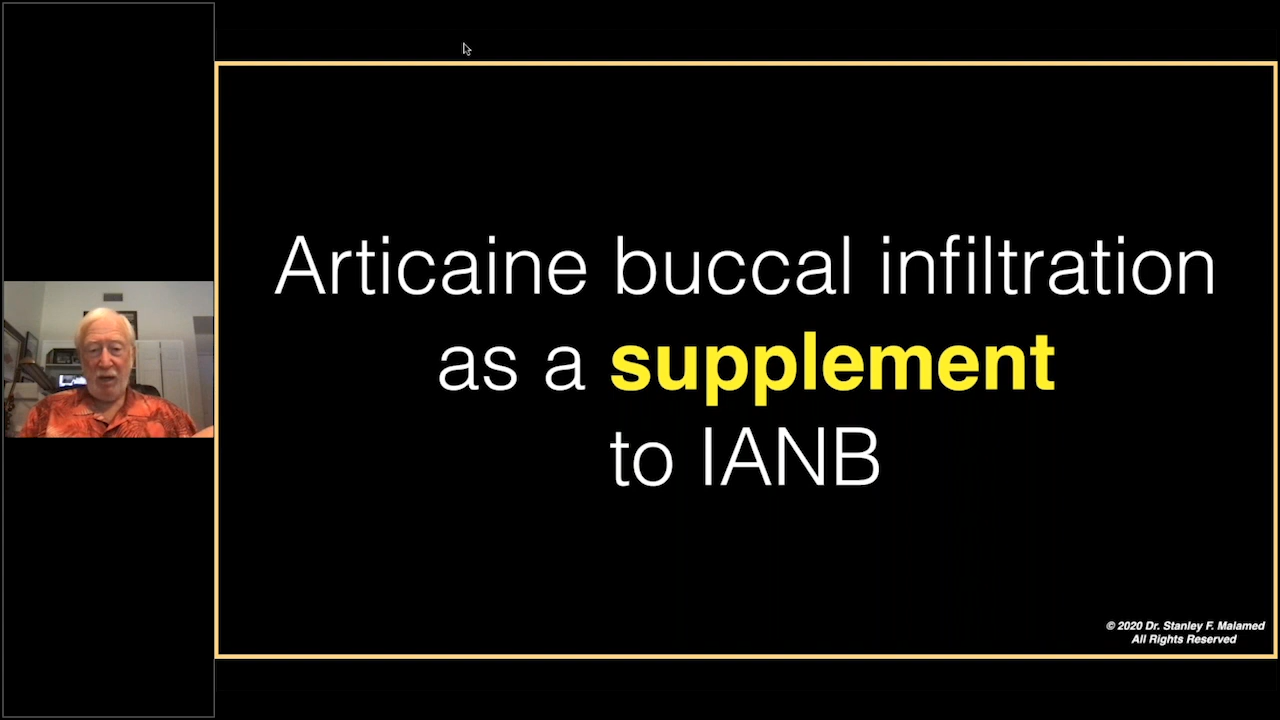 Articaine buccal infiltration
as a supplement
to IANB
© 2020 Dr. Stanley F. Malamed
All Rights Reserved